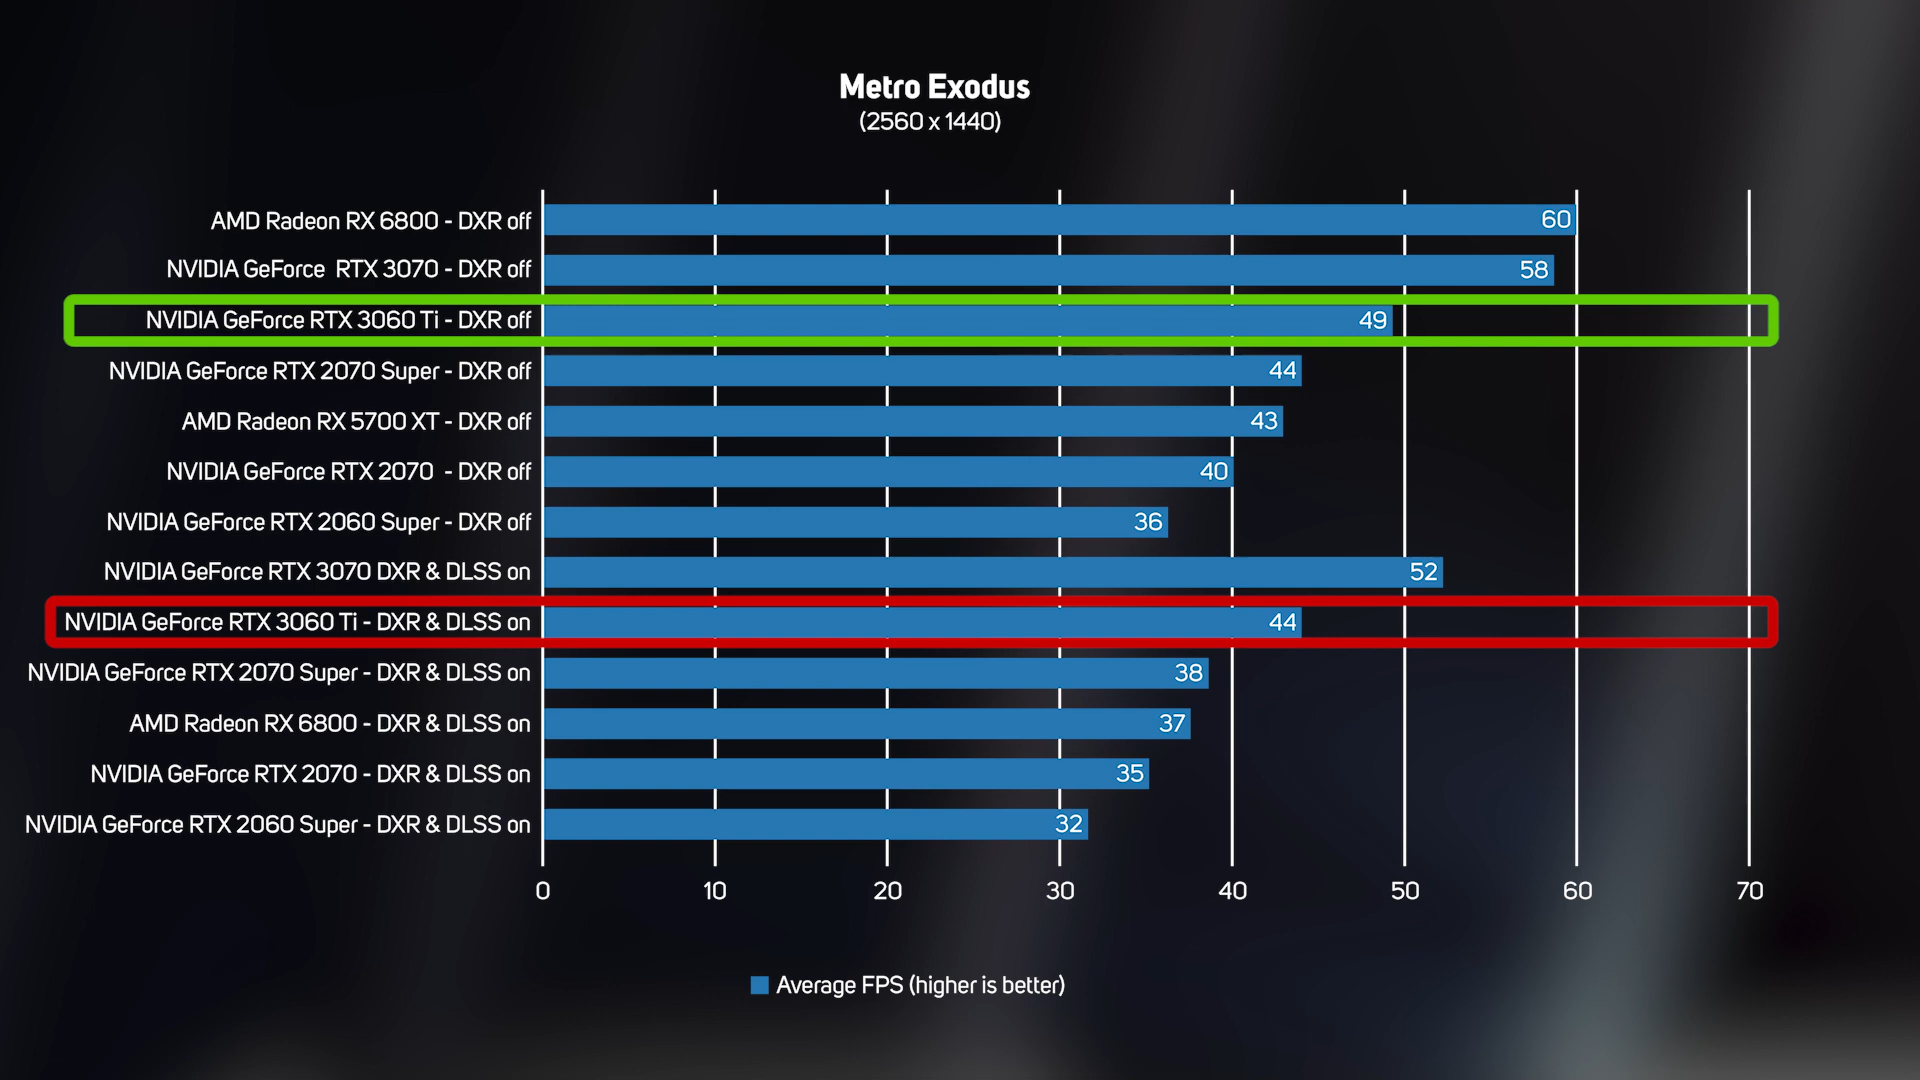 Metro Exodus
(2560 x 1440)
AMD Radeon RX 6800 - DXR off 60
NVIDIA GeForce RTX 3070 - DXR off 58
NVIDIA GeForce RTX 3060 Ti - DXR off 49
NVIDIA GeForce RTX 2070 Super - DXR off 44
AMD Radeon RX 5700 XT - DXR off 43
NVIDIA GeForce RTX 2070 - DXR off 40
NVIDIA GeForce RTX 2060 Super - DXR off 36
NVIDIA GeForce RTX 3070 DXR & DLSS on 52
NVIDIA GeForce RTX 3060 Ti - DXR & DLSS on 44
NVIDIA GeForce RTX 2070 Super - DXR & DLSS on 38
AMD Radeon RX 6800 - DXR & DLSS on 37
NVIDIA GeForce RTX 2070 - DXR & DLSS on 35
NVIDIA GeForce RTX 2060 Super - DXR & DLSS on 32
0 10 20 30 40 50 60 70
Average FPS (higher is better)